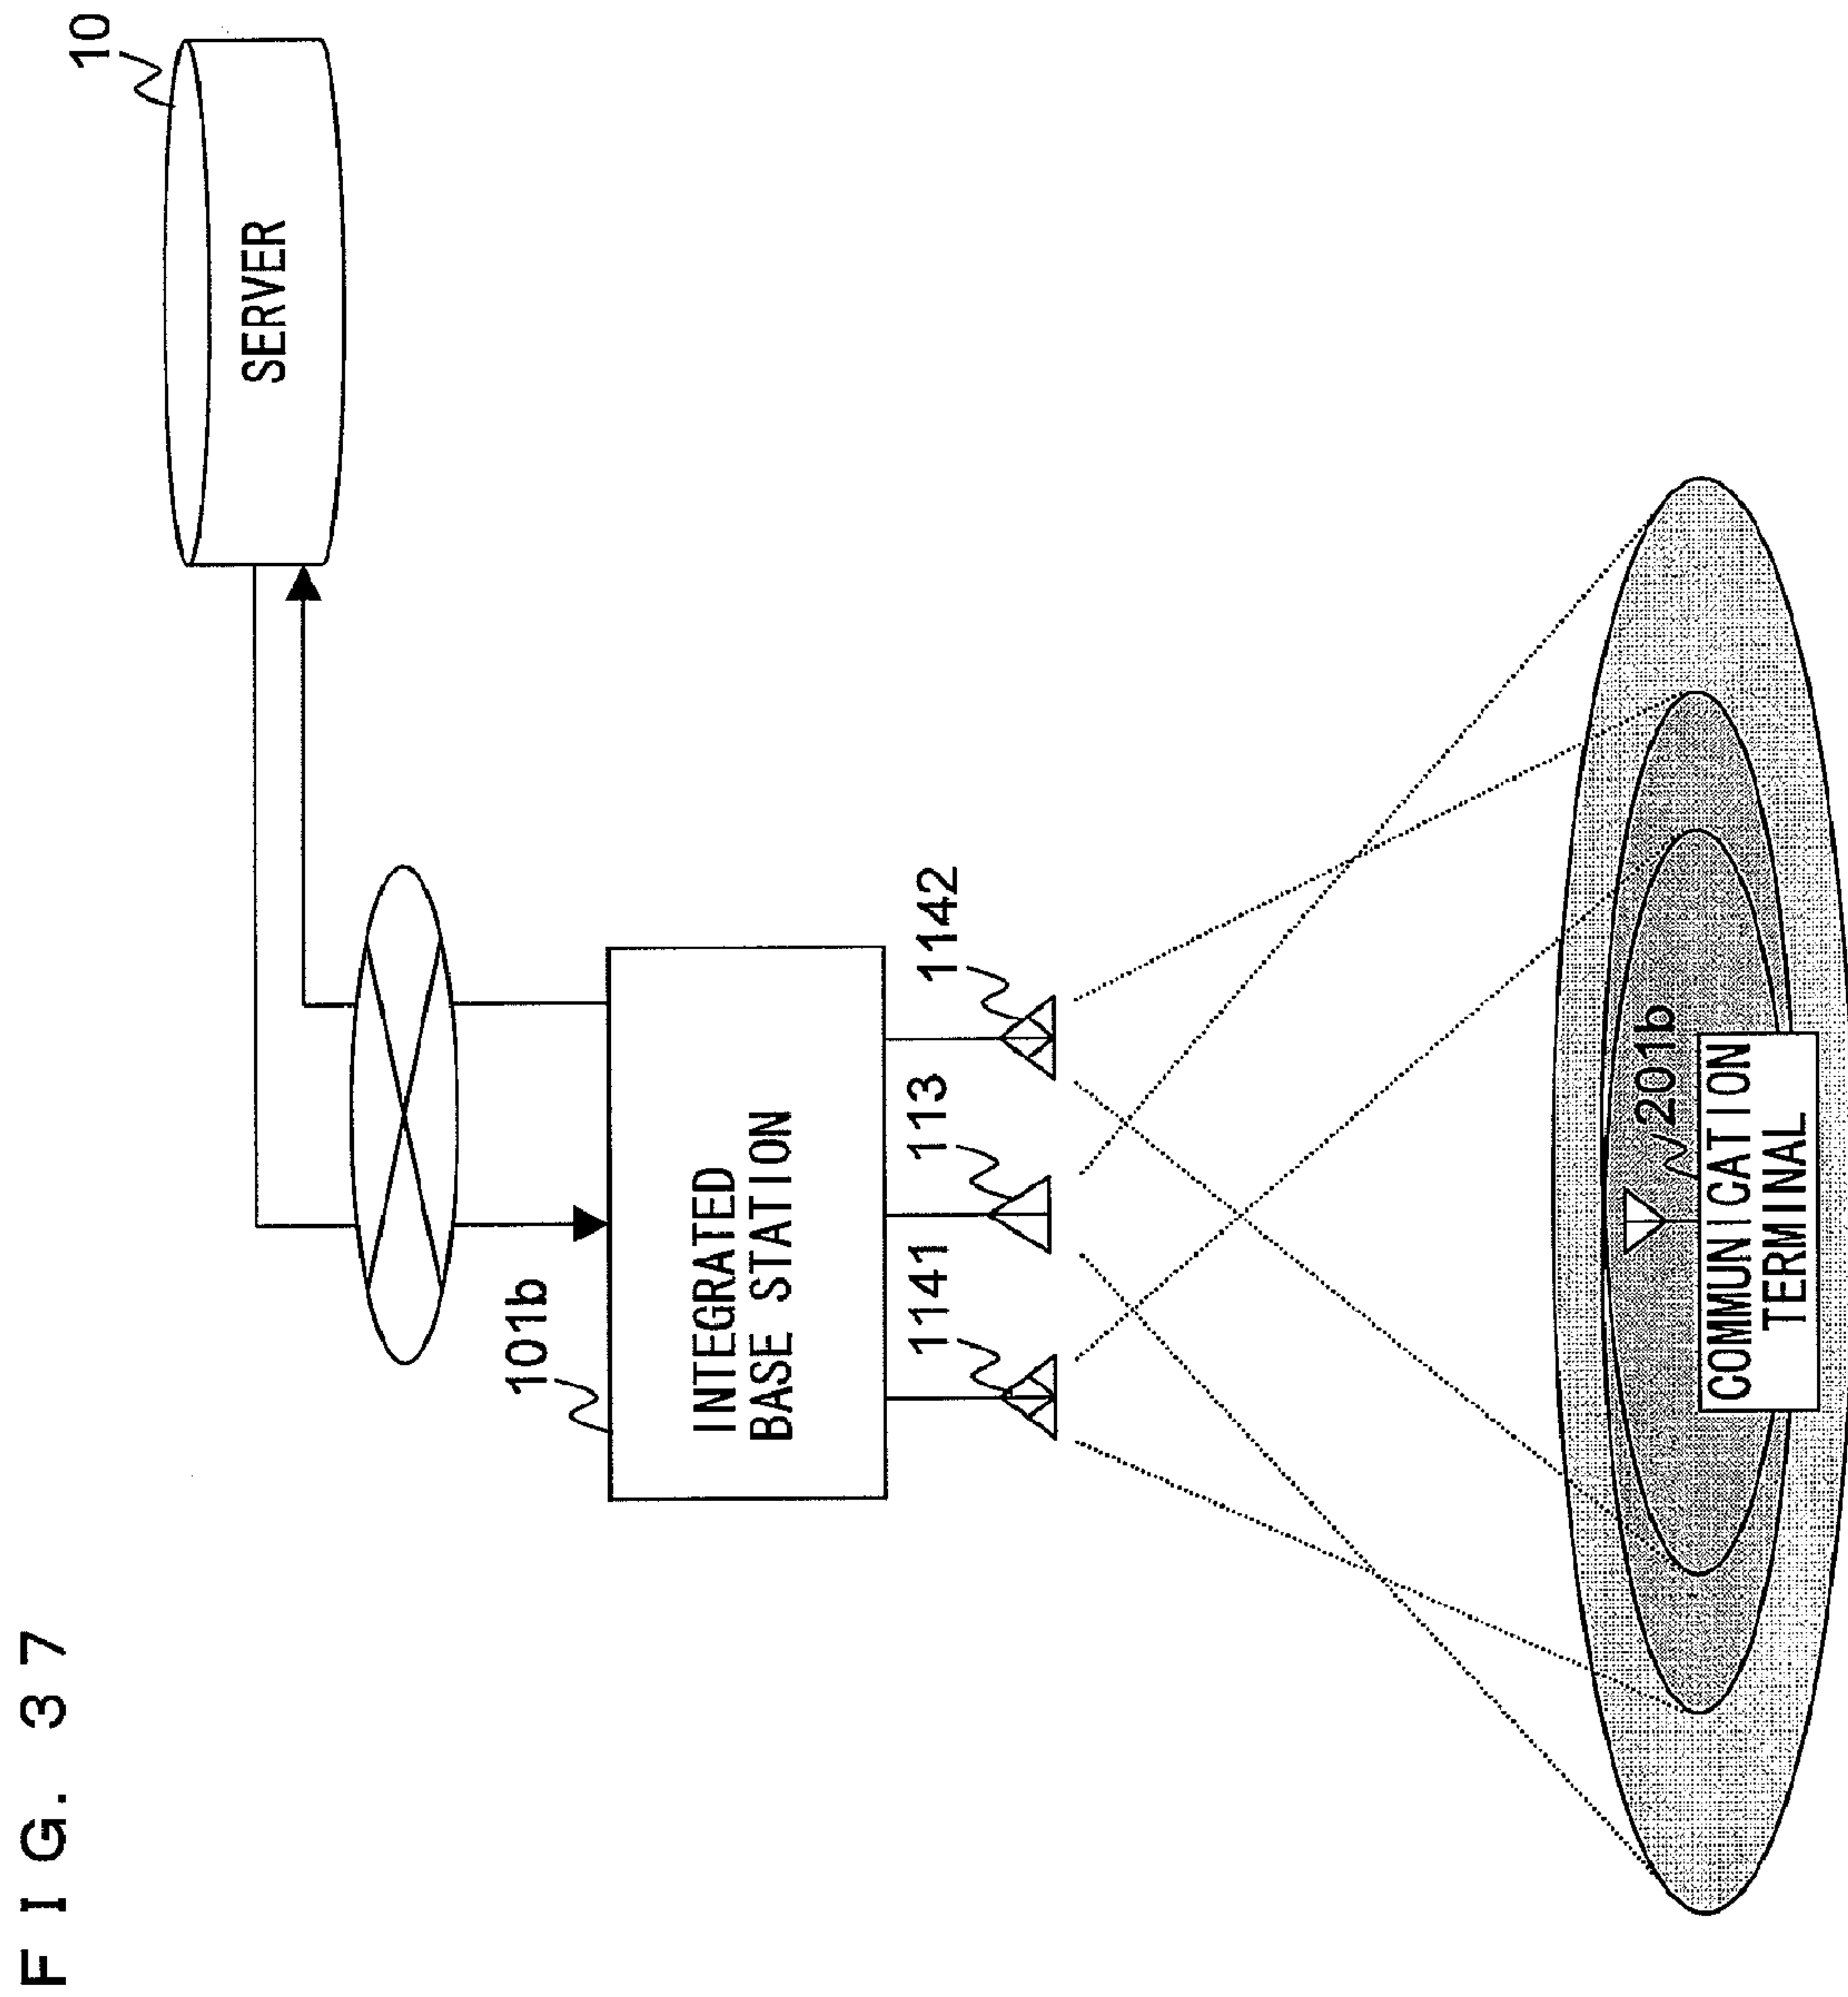 FIG. 37
10
SERVER
101b
INTEGRATED
BASE STATION
1141
113
1142
201b
COMMUNICATION
TERMINAL